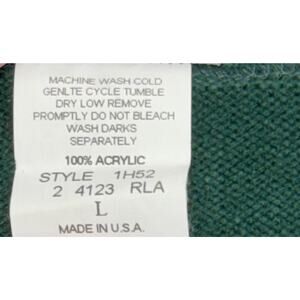 MACHINE WASH COLD
GENLTE CYCLE TUMBLE
DRY LOW REMOVE
PROMPTLY DO NOT BLEACH
WASH DARKS
SEPARATELY
100% ACRYLIC
STYLE 1H52
2 4123 RLA
L
MADE IN U.S.A.